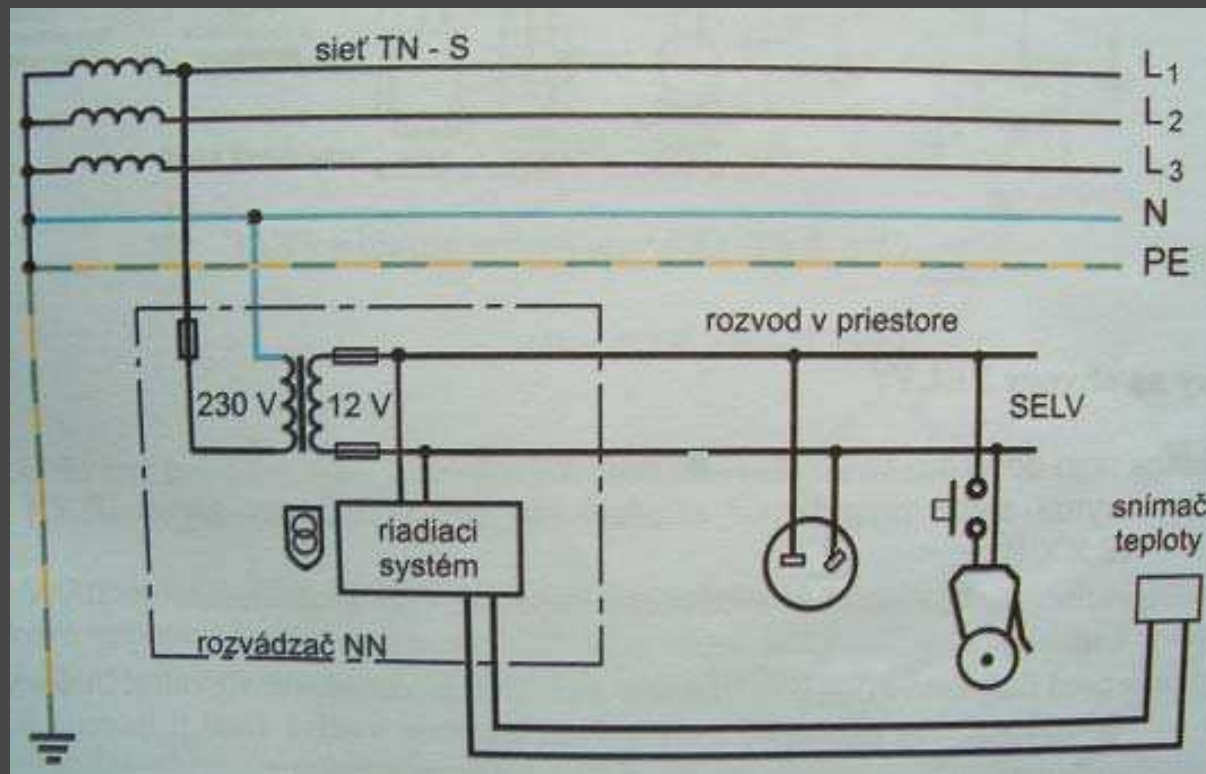 sieť TN - S
L1
L2
L3
N
PE
rozvod v priestore
230 V
12 V
SELV
riadiaci
systém
snímač
teploty
rozvádzač NN